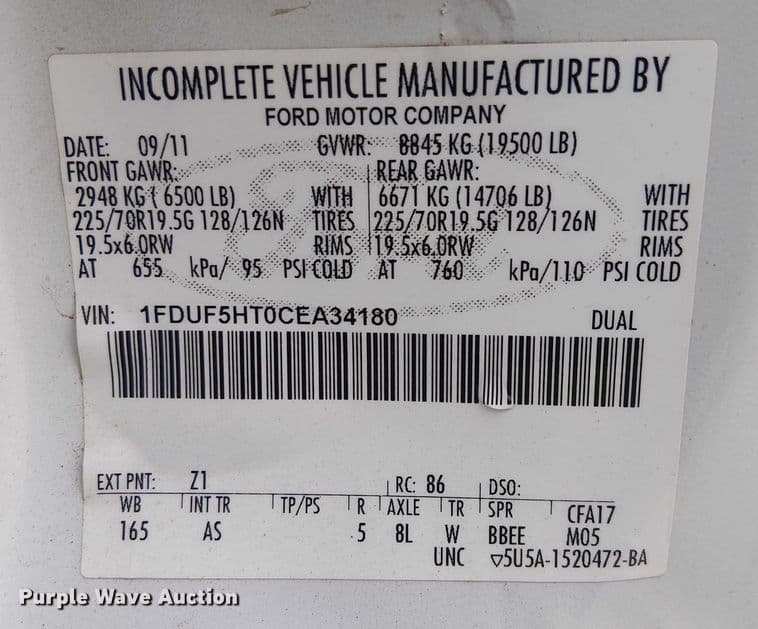 INCOMPLETE VEHICLE MANUFACTURED BY
FORD MOTOR COMPANY
DATE: 09/11 GVWR: 8845 KG (19500 LB)
FRONT GAWR: REAR GAWR:
2948 KG ( 6500 LB) WITH 6671 KG (14706 LB) WITH
225/70R19.5G 128/126N TIRES 225/70R19.5G 128/126N TIRES
19.5x6.0RW RIMS 19.5x6.0RW RIMS
AT 655 kPa/ 95 PSI COLD AT 760 kPa/110 PSI COLD
VIN: 1FDUF5HT0CEA34180 DUAL
EXT PNT: Z1 RC: 86 DSO:
WB INT TR TP/PS R AXLE TR SPR CFA17
165 AS 5 8L W BBEE M05
UNC ▽5U5A-1520472-BA
Purple Wave Auction